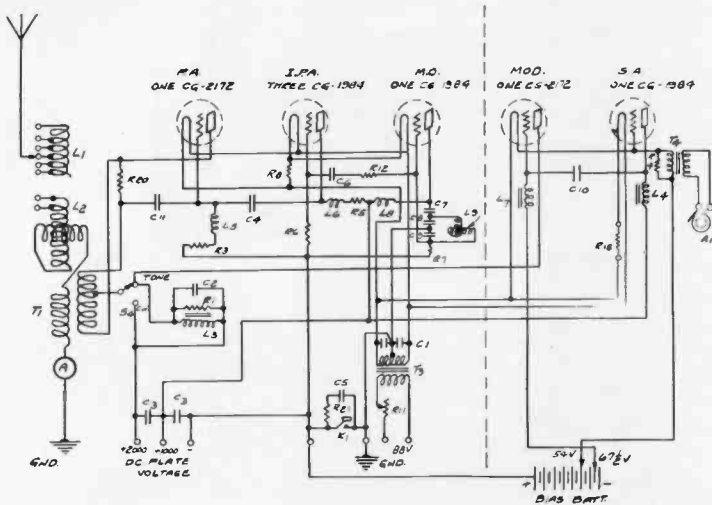 P.A.
ONE CG-2172
I.P.A.
THREE CG-1984
M.O.
ONE CG 1984
MOD.
ONE CG-2172
S.A.
ONE CG-1984
L1
L2
T1
A
GND.
R20
C11
L5
R3
C4
R8
C6
R12
L6
R5
L8
R6
C7
L9
R7
C10
L7
L4
T4
R18
TONE
S4
C2
R1
L3
C3
C3
+2000
+1000
-
DC PLATE
VOLTAGE
C5
R2
K1
GND.
C1
T3
R11
88V
54V
67½V
+
-
BIAS BATT.